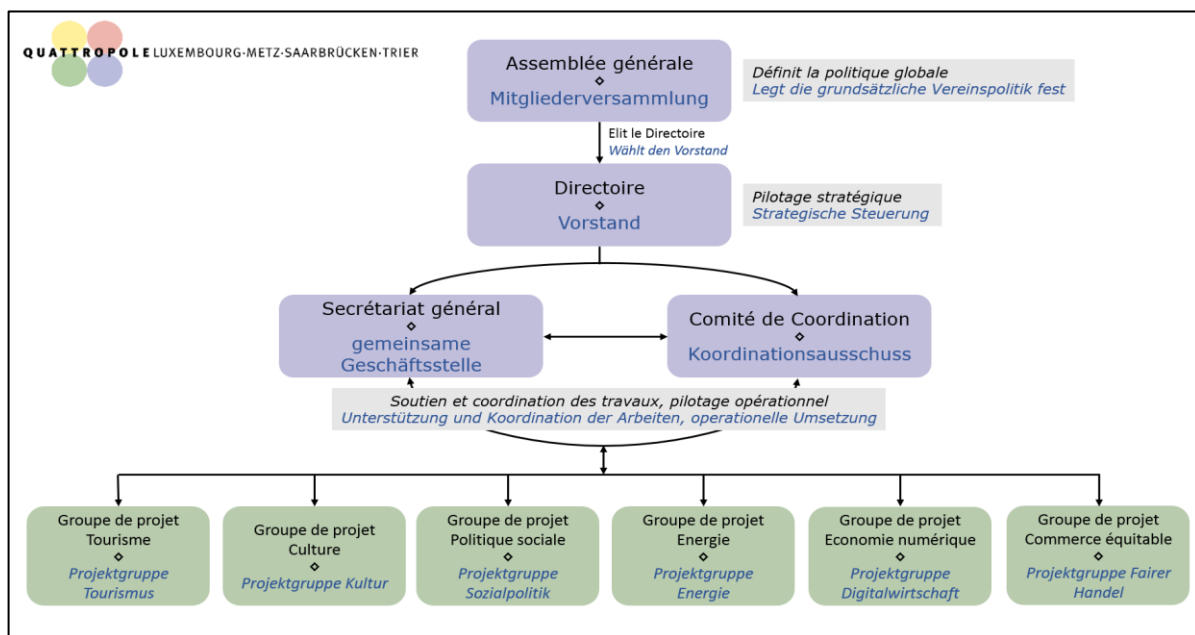 QUATTROPOLE LUXEMBOURG·METZ·SAARBRÜCKEN·TRIER
Assemblée générale
Mitgliederversammlung
Définit la politique globale
Legt die grundsätzliche Vereinspolitik fest
Elit le Directoire
Wählt den Vorstand
Directoire
Vorstand
Pilotage stratégique
Strategische Steuerung
Secrétariat général
gemeinsame
Geschäftsstelle
Comité de Coordination
Koordinationsausschuss
Soutien et coordination des travaux, pilotage opérationnel
Unterstützung und Koordination der Arbeiten, operationelle Umsetzung
Groupe de projet
Tourisme
Projektgruppe
Tourismus
Groupe de projet
Culture
Projektgruppe Kultur
Groupe de projet
Politique sociale
Projektgruppe
Sozialpolitik
Groupe de projet
Energie
Projektgruppe
Energie
Groupe de projet
Economie numérique
Projektgruppe
Digitalwirtschaft
Groupe de projet
Commerce équitable
Projektgruppe Fairer
Handel